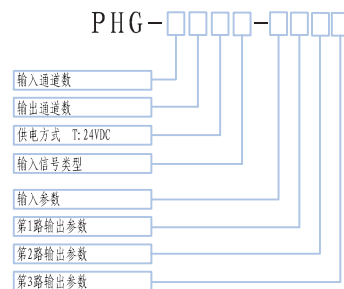 PHG-□□□□-□□□□
输入通道数
输出通道数
供电方式 T:24VDC
输入信号类型
输入参数
第1路输出参数
第2路输出参数
第3路输出参数